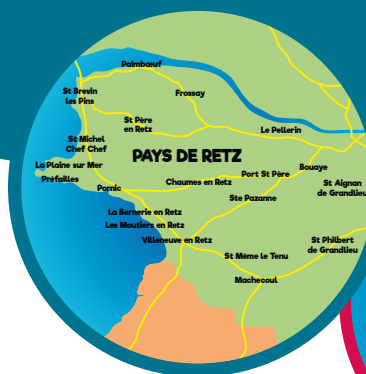 Paimbœuf
St Brevin
les Pins
Frossay
St Père
en Retz
Le Pellerin
St Michel
Chef Chef
PAYS DE RETZ
La Plaine sur Mer
Bouaye
Port St Père
Préfailles
Chaumes en Retz
Pornic
St Aignan
de Grandlieu
Ste Pazanne
La Bernerie en Retz
Les Moutiers en Retz
Villeneuve en Retz
St Philbert
de Grandlieu
St Même le Tenu
Machecoul